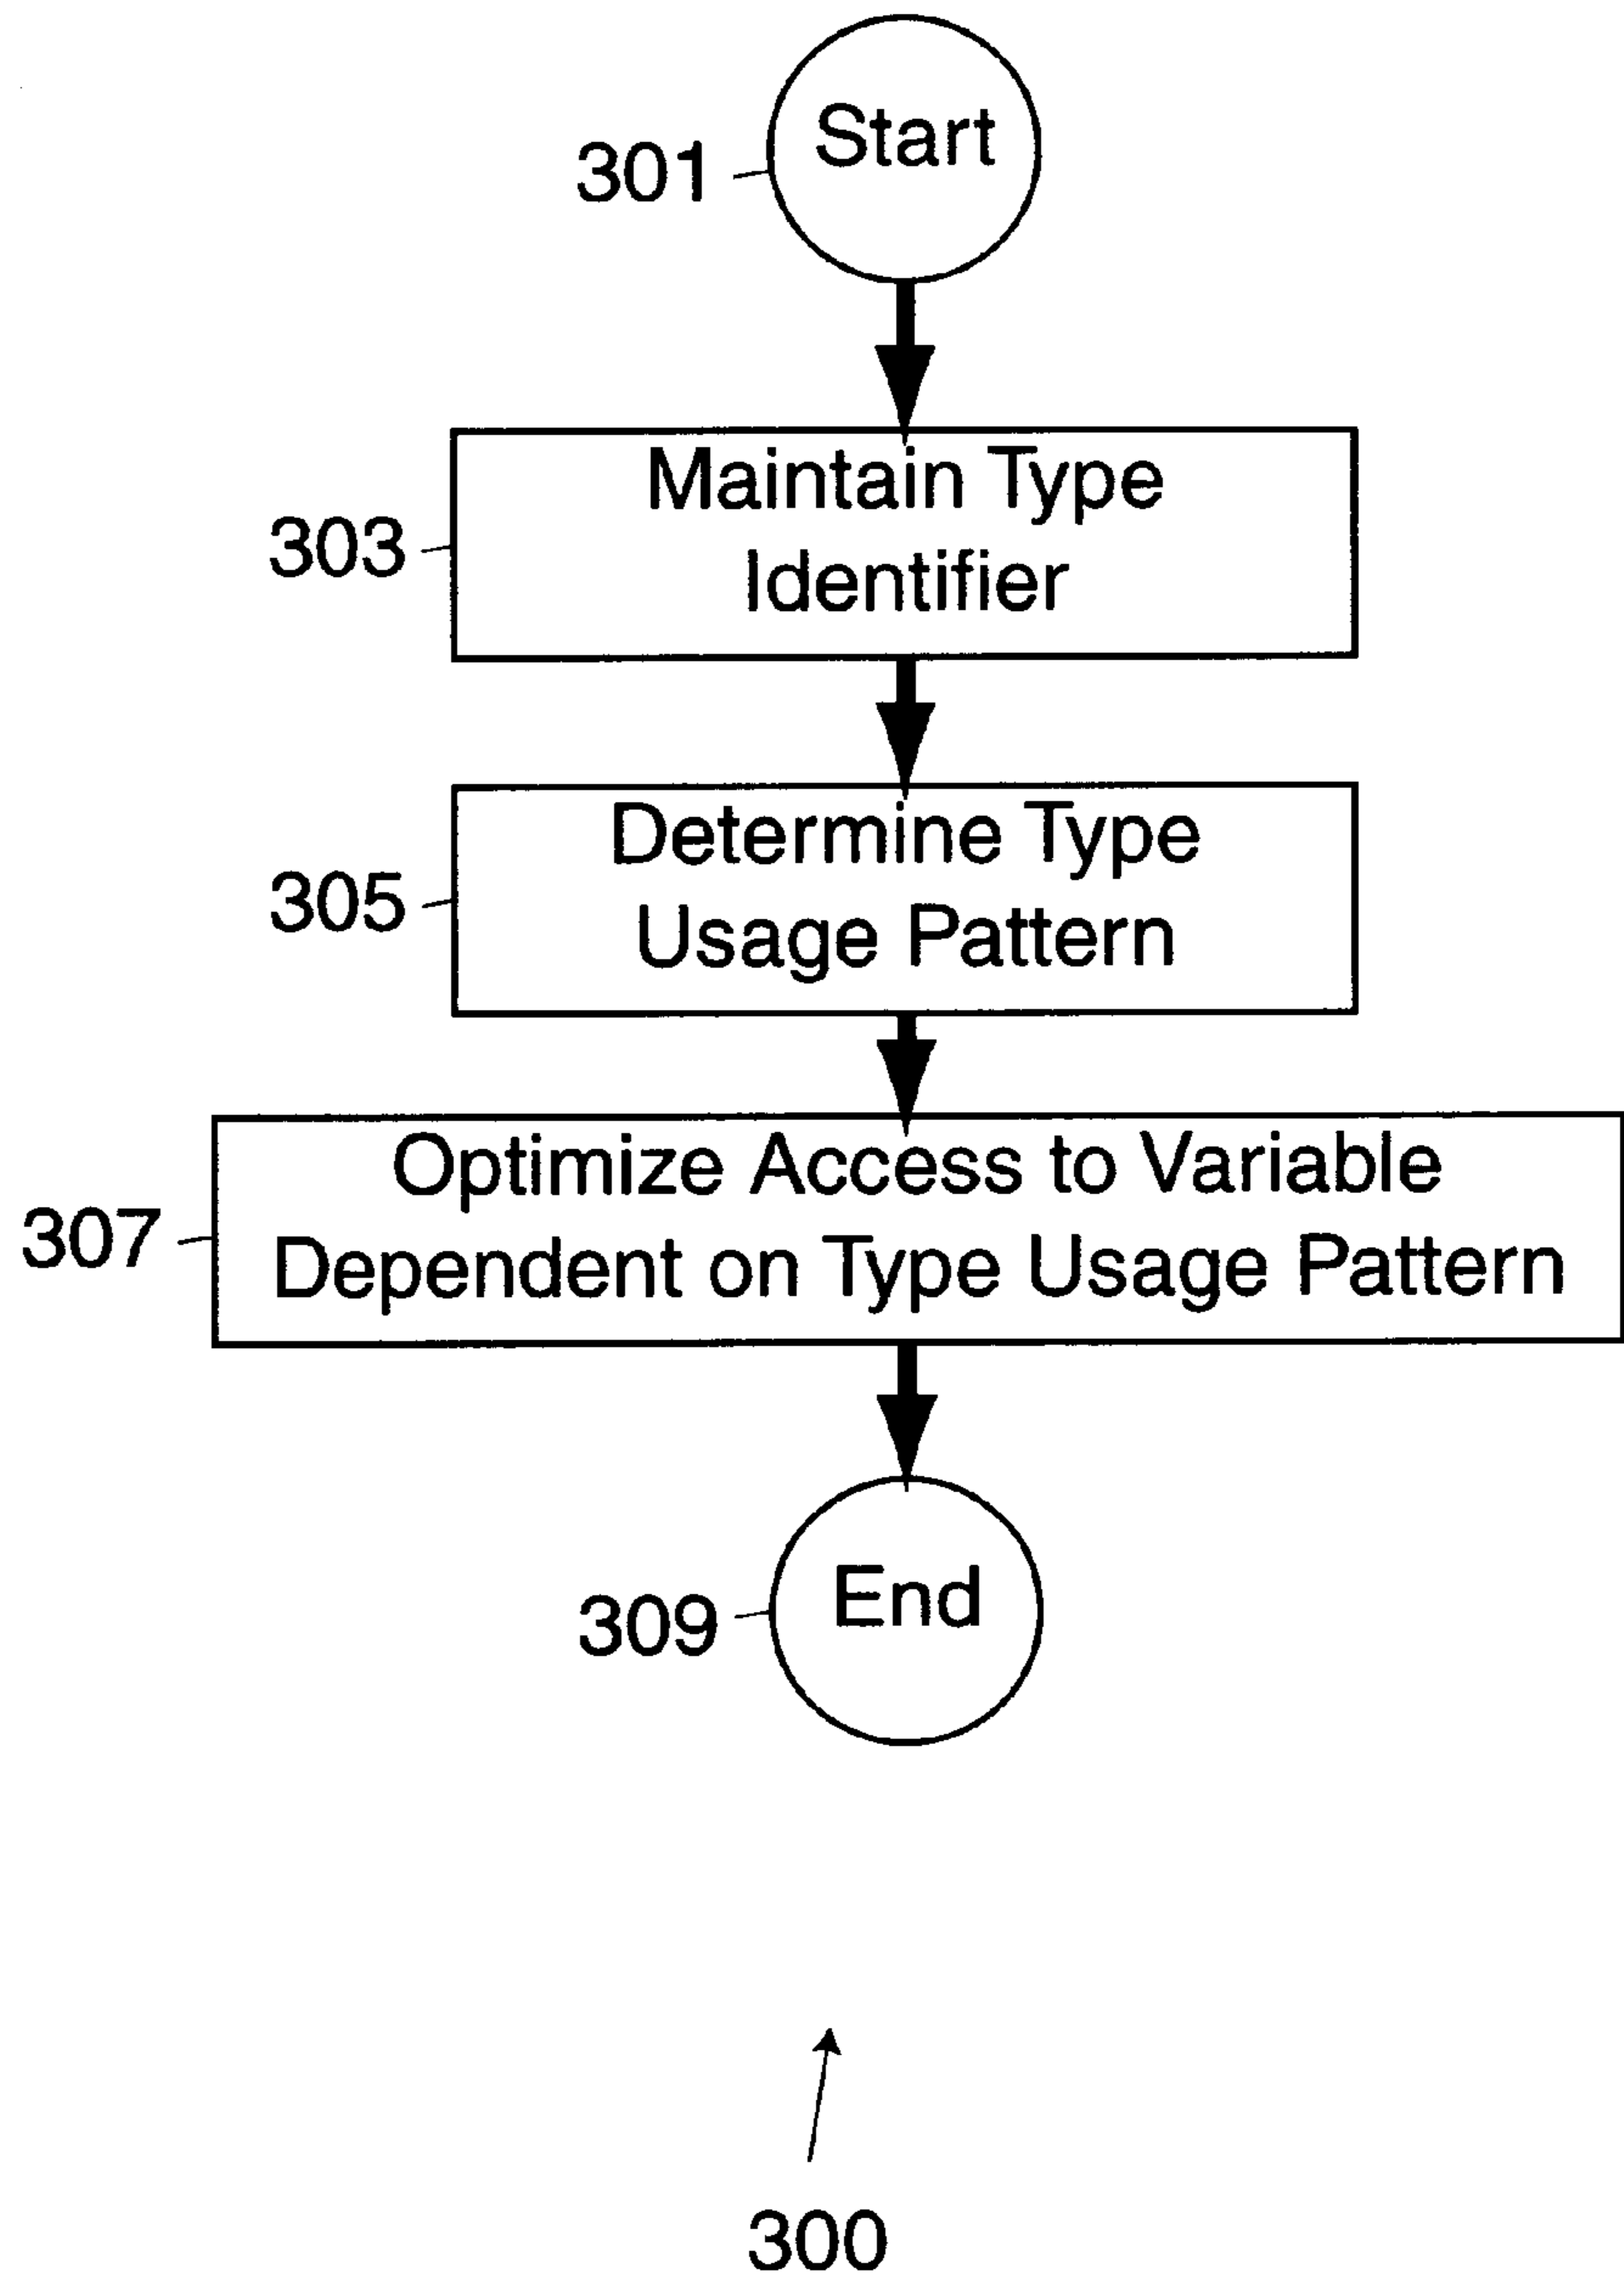 Start
301
Maintain Type
Identifier
303
Determine Type
Usage Pattern
305
Optimize Access to Variable
Dependent on Type Usage Pattern
307
End
309
300